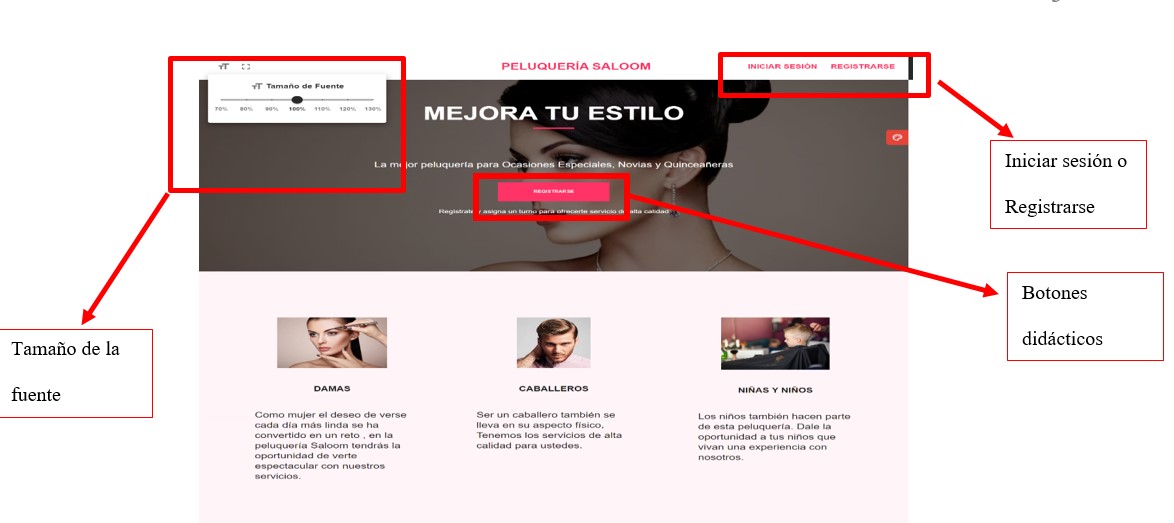 PELUQUERÍA SALOOM
INICIAR SESIÓN REGISTRARSE
Tamaño de Fuente
70% 80% 90% 100% 110% 120% 130%
MEJORA TU ESTILO
La mejor peluquería para Ocasiones Especiales, Novias y Quinceañeras
REGISTRARSE
Registrate y asigna un turno para ofrecerte servicio de alta calidad
Iniciar sesión o
Registrarse
Botones
didácticos
Tamaño de la
fuente
DAMAS
Como mujer el deseo de verse
cada día más linda se ha
convertido en un reto , en la
peluquería Saloom tendrás la
oportunidad de verte
espectacular con nuestros
servicios.
CABALLEROS
Ser un caballero también se
lleva en su aspecto físico,
Tenemos los servicios de alta
calidad para ustedes.
NIÑAS Y NIÑOS
Los niños también hacen parte
de esta peluquería. Dale la
oportunidad a tus niños que
vivan una experiencia con
nosotros.